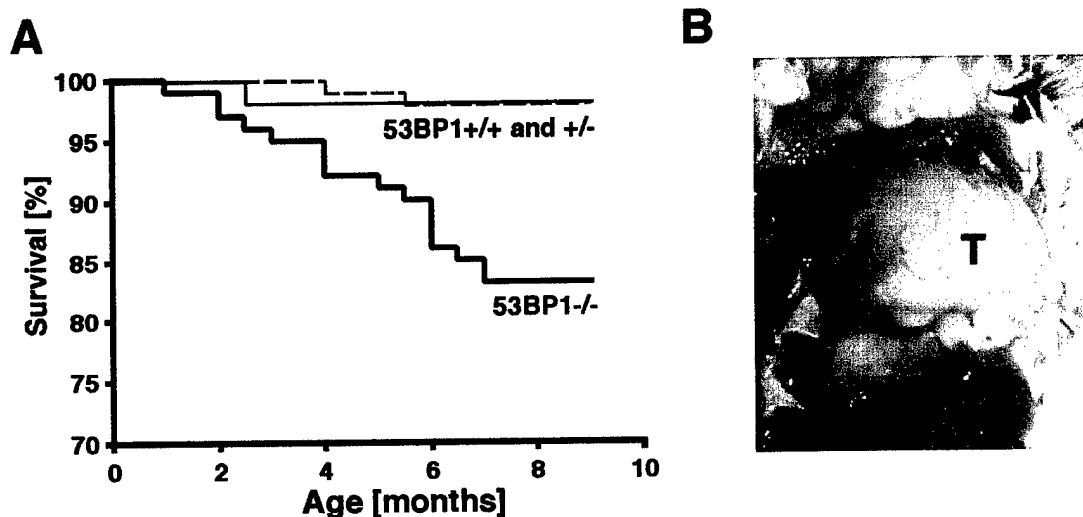 A
B
100
95
90
85
80
75
70
Survival [%]
53BP1+/+ and +/-
53BP1-/-
T
0 2 4 6 8 10
Age [months]